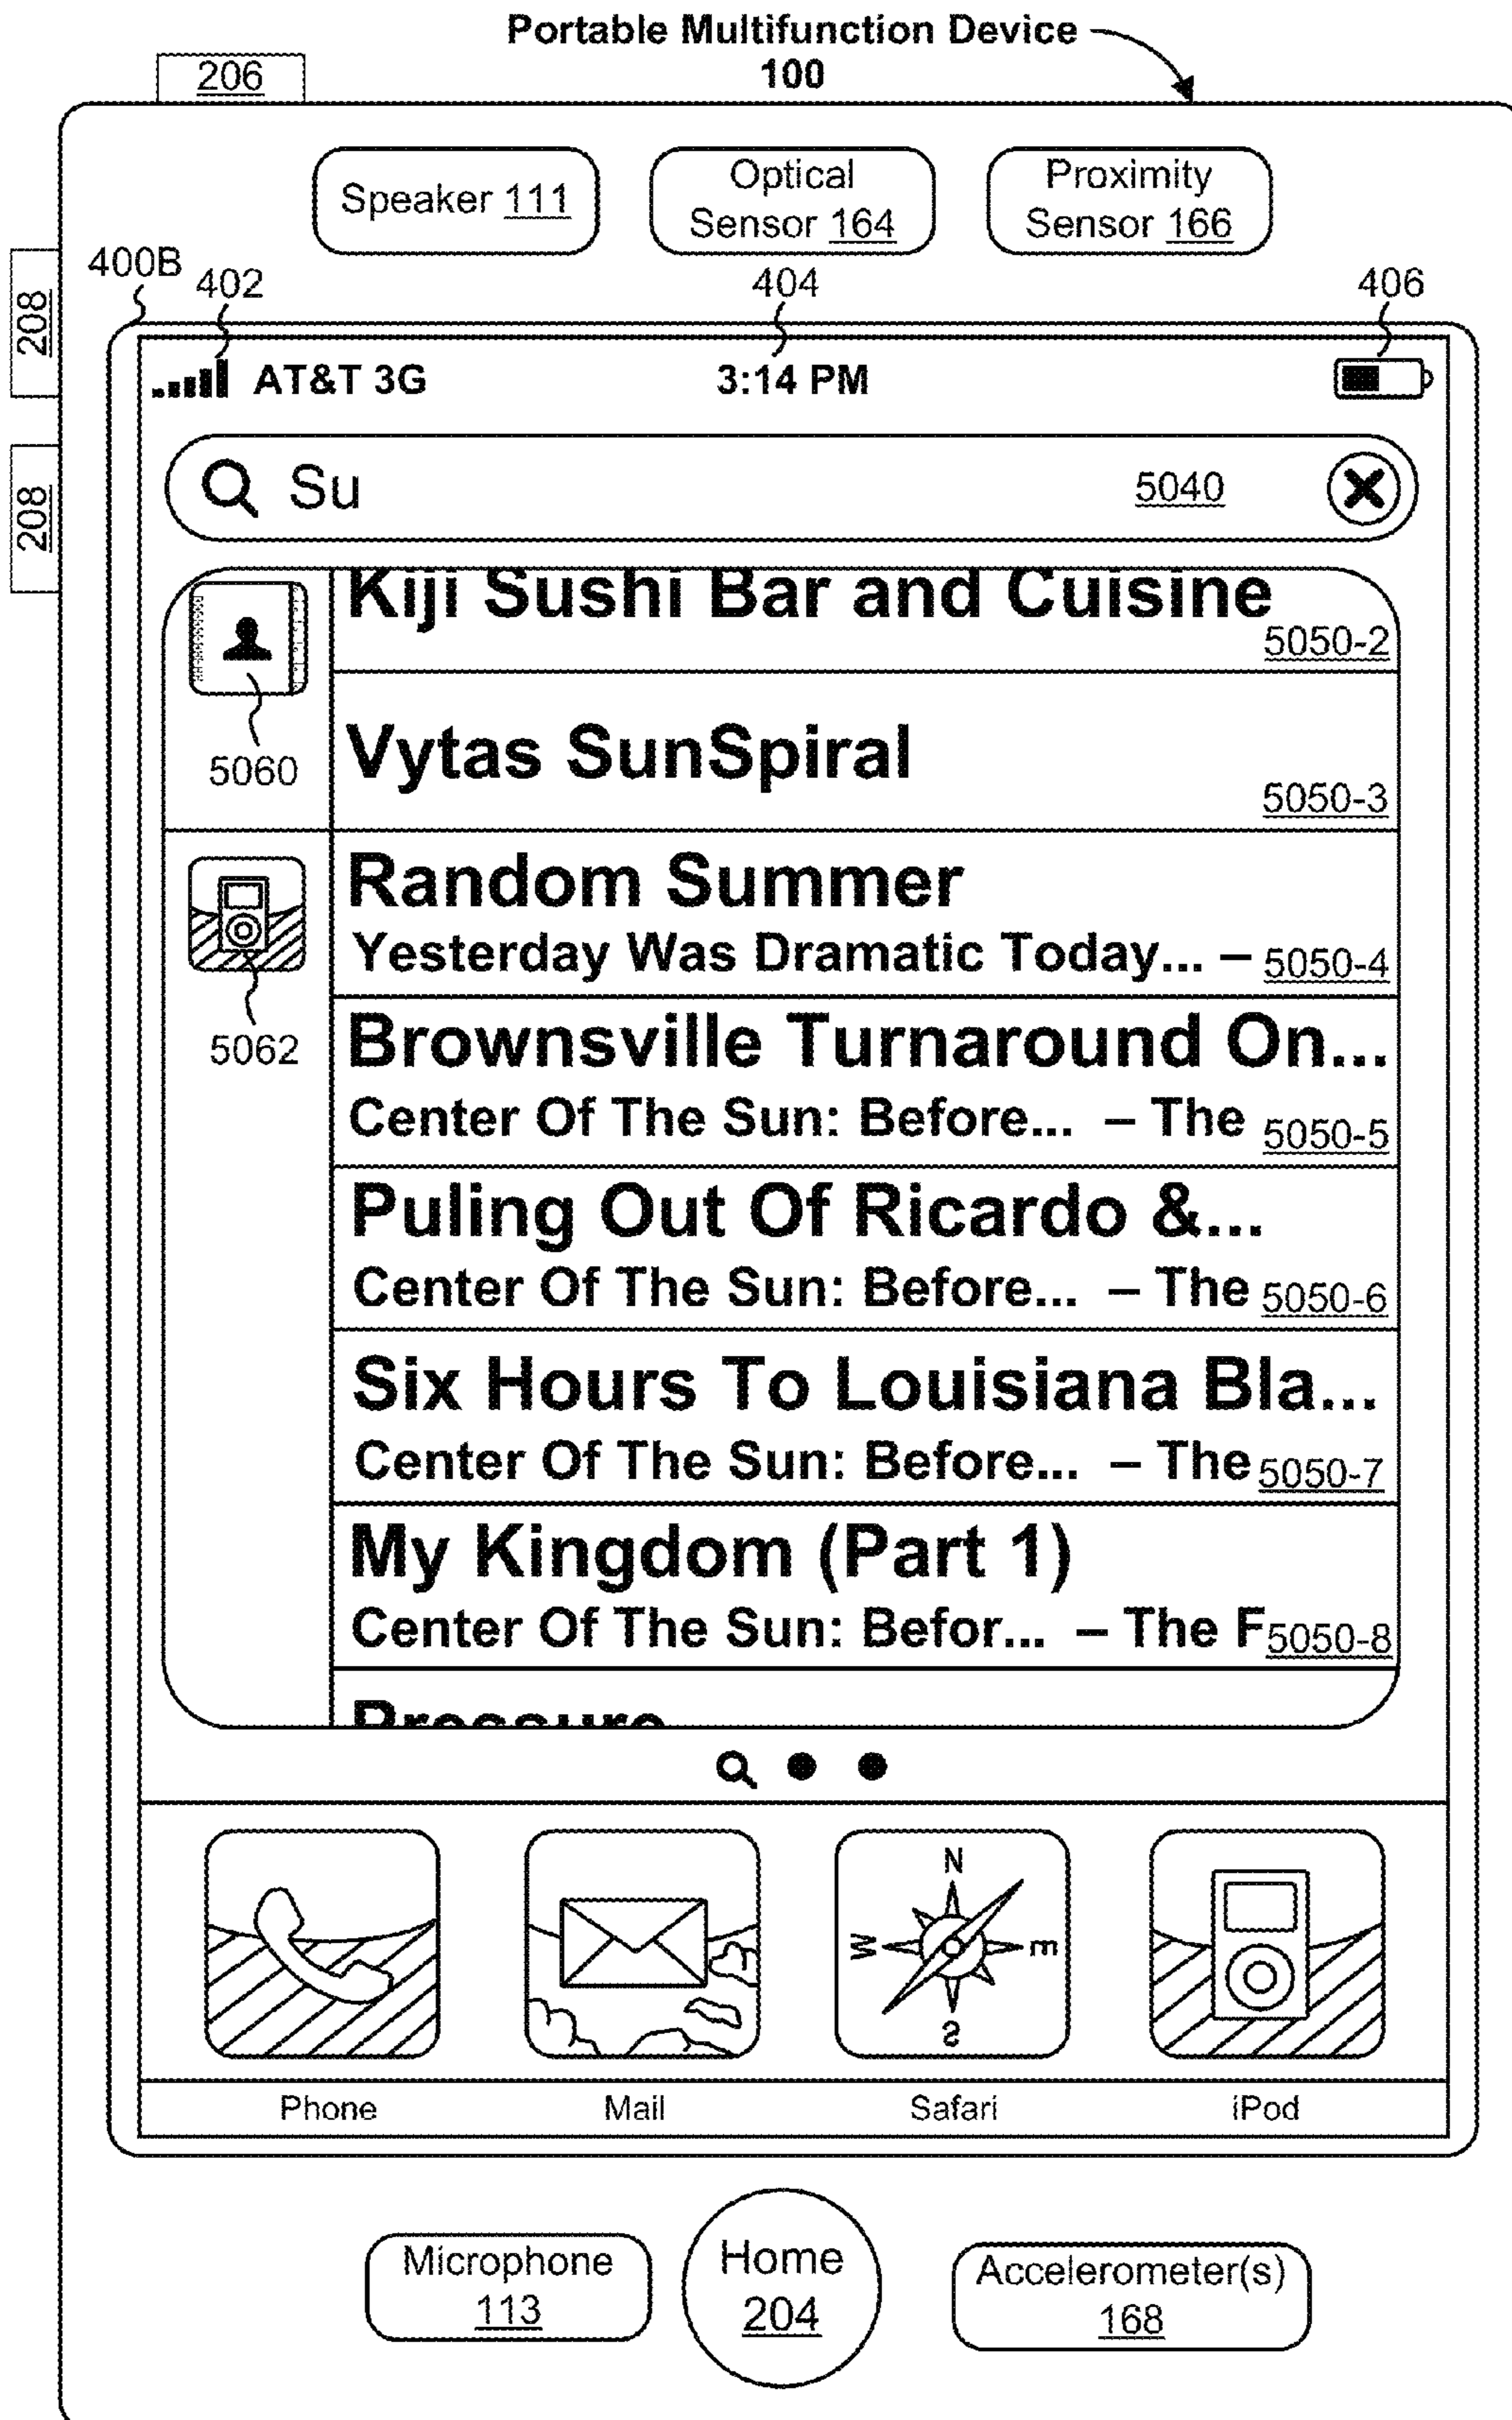 Portable Multifunction Device
100
206
Speaker 111
Optical
Sensor 164
Proximity
Sensor 166
208
208
400B
402
404
406
AT&T 3G
3:14 PM
Su
5040
Kiji Sushi Bar and Cuisine
5050-2
5060
Vytas SunSpiral
5050-3
Random Summer
Yesterday Was Dramatic Today... – 5050-4
5062
Brownsville Turnaround On...
Center Of The Sun: Before... – The 5050-5
Puling Out Of Ricardo &...
Center Of The Sun: Before... – The 5050-6
Six Hours To Louisiana Bla...
Center Of The Sun: Before... – The 5050-7
My Kingdom (Part 1)
Center Of The Sun: Befor... – The F 5050-8
Pressure
N
W
E
S
Phone
Mail
Safari
iPod
Microphone
113
Home
204
Accelerometer(s)
168